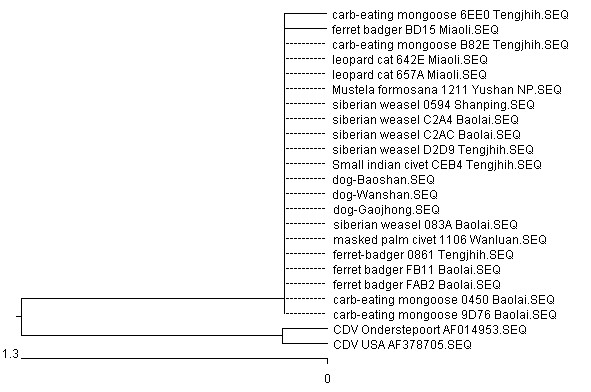 carb-eating mongoose 6EE0 Tengjhih.SEQ
ferret badger BD15 Miaoli.SEQ
carb-eating mongoose B82E Tengjhih.SEQ
leopard cat 642E Miaoli.SEQ
leopard cat 657A Miaoli.SEQ
Mustela formosana 1211 Yushan NP.SEQ
siberian weasel 0594 Shanping.SEQ
siberian weasel C2A4 Baolai.SEQ
siberian weasel C2AC Baolai.SEQ
siberian weasel D2D9 Tengjhih.SEQ
Small indian civet CEB4 Tengjhih.SEQ
dog-Baoshan.SEQ
dog-Wanshan.SEQ
dog-Gaojhong.SEQ
siberian weasel 083A Baolai.SEQ
masked palm civet 1106 Wanluan.SEQ
ferret-badger 0861 Tengjhih.SEQ
ferret badger FB11 Baolai.SEQ
ferret badger FAB2 Baolai.SEQ
carb-eating mongoose 0450 Baolai.SEQ
carb-eating mongoose 9D76 Baolai.SEQ
CDV Onderstepoort AF014953.SEQ
CDV USA AF378705.SEQ
1.3
0